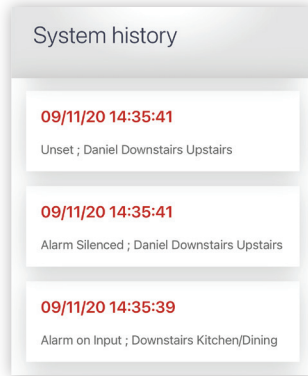 System history
09/11/20 14:35:41
Unset ; Daniel Downstairs Upstairs
09/11/20 14:35:41
Alarm Silenced ; Daniel Downstairs Upstairs
09/11/20 14:35:39
Alarm on Input ; Downstairs Kitchen/Dining